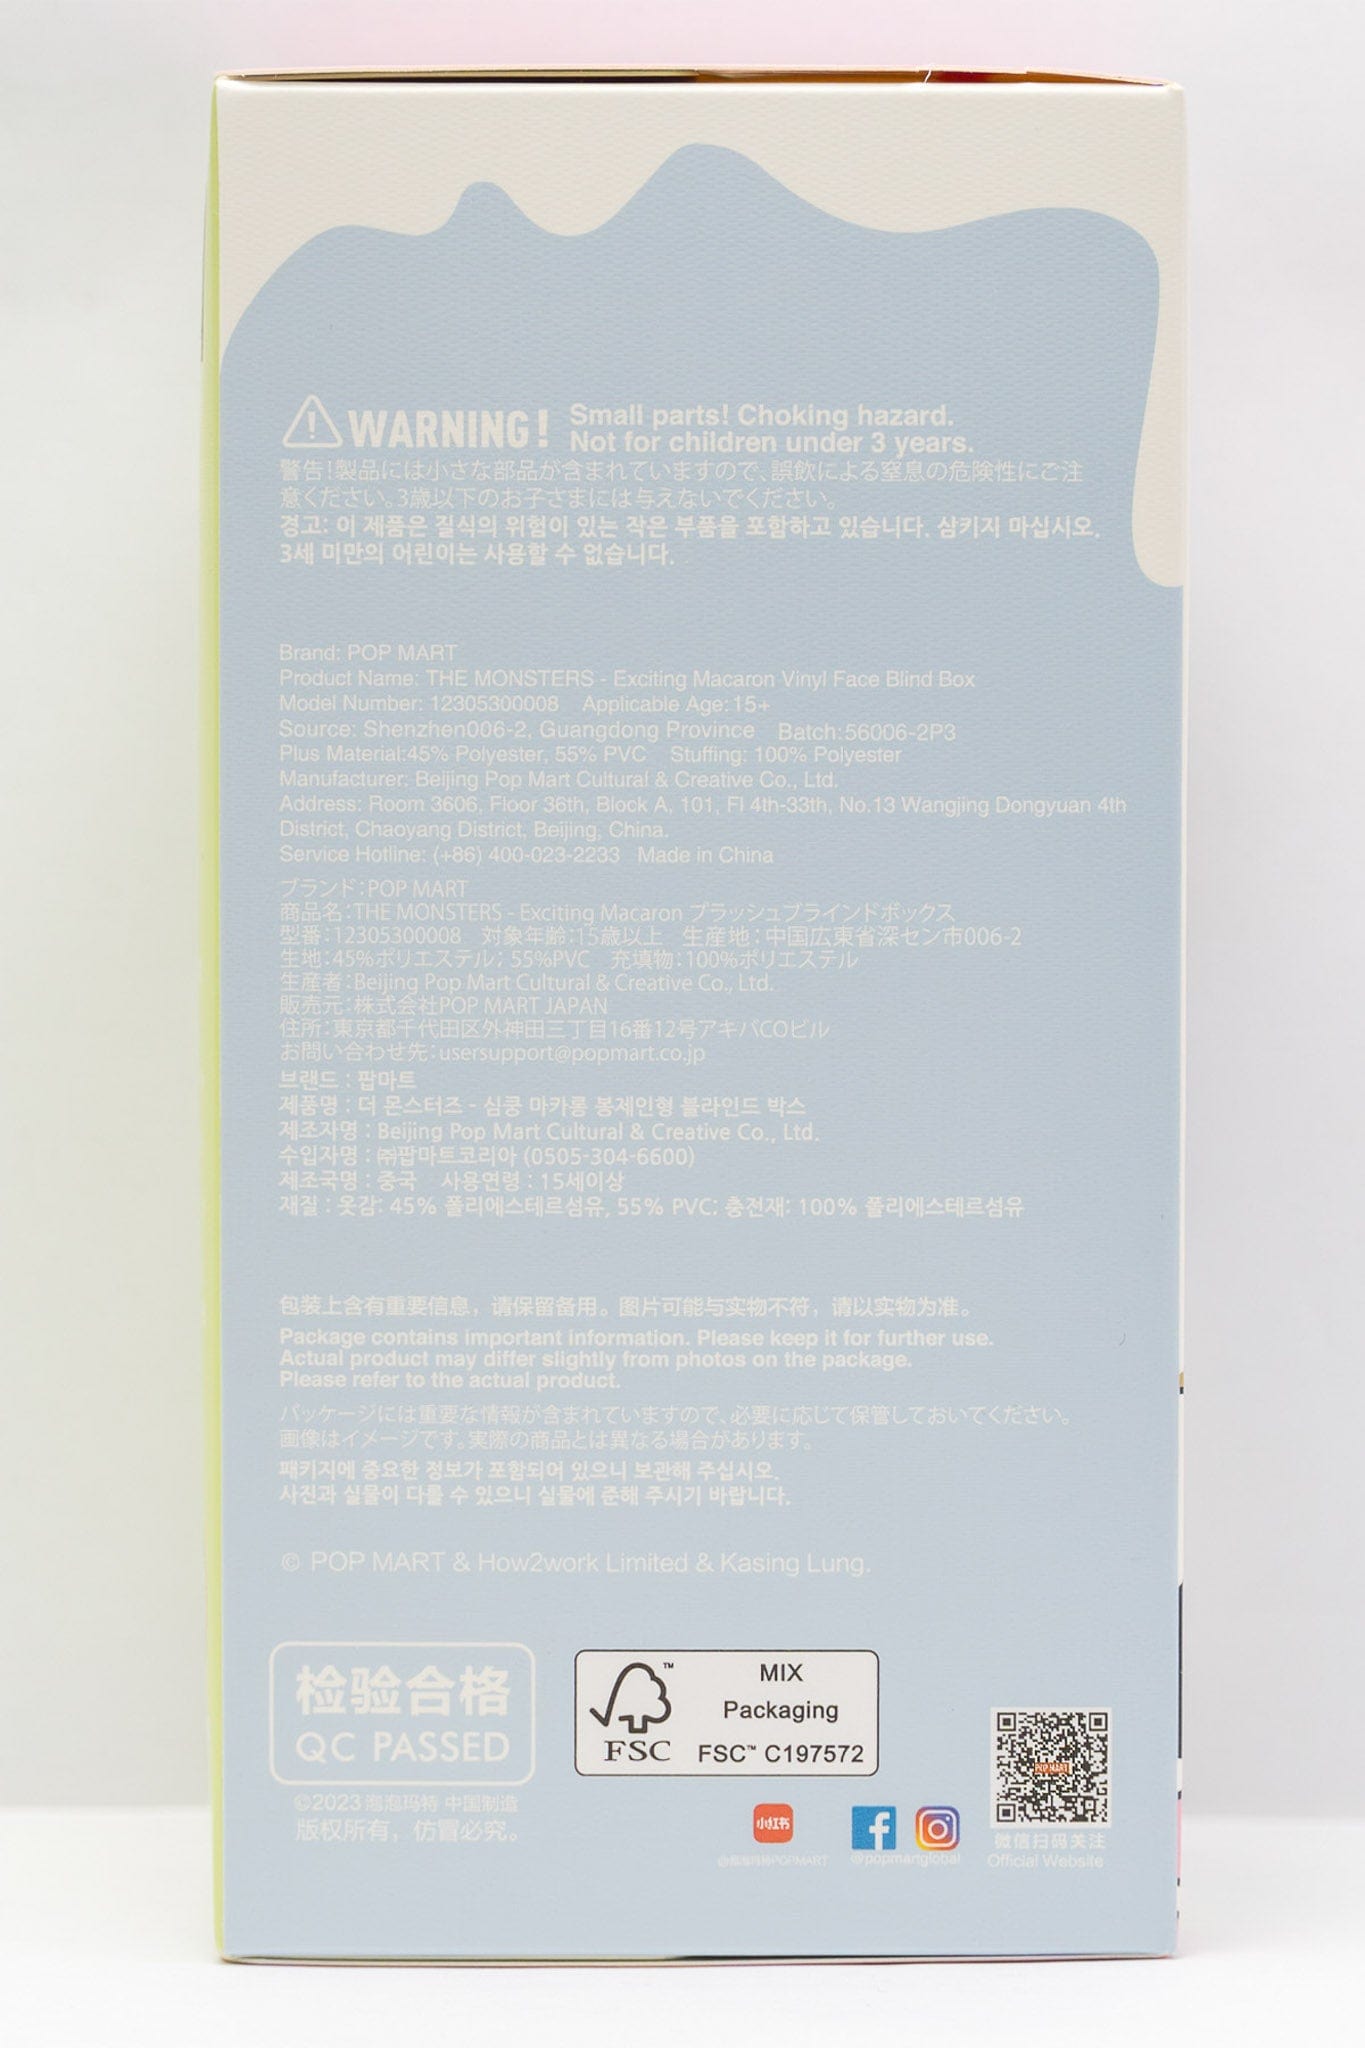 WARNING!
Small parts! Choking hazard.
Not for children under 3 years.
警告!製品には小さな部品が含まれていますので、誤飲による窒息の危険性にご注
意ください。3歳以下のお子さまには与えないでください。
경고: 이 제품은 질식의 위험이 있는 작은 부품을 포함하고 있습니다. 삼키지 마십시오.
3세 미만의 어린이는 사용할 수 없습니다.
Brand: POP MART
Product Name: THE MONSTERS - Exciting Macaron Vinyl Face Blind Box
Model Number: 12305300008 Applicable Age:15+
Source: Shenzhen006-2, Guangdong Province Batch:56006-2P3
Plus Material:45% Polyester, 55% PVC Stuffing: 100% Polyester
Manufacturer: Beijing Pop Mart Cultural & Creative Co., Ltd.
Address: Room 3606, Floor 36th, Block A, 101, Fl 4th-33th, No.13 Wangjing Dongyuan 4th
District, Chaoyang District, Beijing, China.
Service Hotline: (+86) 400-023-2233 Made in China
ブランド:POP MART
商品名:THE MONSTERS - Exciting Macaron プラッシュブラインドボックス
型番:12305300008 対象年齢:15歳以上 生産地:中国広東省深セン市006-2
生地:45%ポリエステル; 55%PVC 充填物:100%ポリエステル
生産者:Beijing Pop Mart Cultural & Creative Co., Ltd.
販売元:株式会社POP MART JAPAN
住所:東京都千代田区外神田三丁目16番12号アキバCOビル
お問い合わせ先:usersupport@popmart.co.jp
브랜드 : 팝마트
제품명 : 더 몬스터즈 - 심쿵 마카롱 봉제인형 블라인드 박스
제조자명 : Beijing Pop Mart Cultural & Creative Co., Ltd.
수입자명 : ㈜팝마트코리아 (0505-304-6600)
제조국명 : 중국 사용연령 : 15세이상
재질 : 옷감: 45% 폴리에스테르섬유, 55% PVC; 충전재: 100% 폴리에스테르섬유
包装上含有重要信息，请保留备用。图片可能与实物不符，请以实物为准。
Package contains important information. Please keep it for further use.
Actual product may differ slightly from photos on the package.
Please refer to the actual product.
パッケージには重要な情報が含まれていますので、必要に応じて保管しておいてください。
画像はイメージです。実際の商品とは異なる場合があります。
패키지에 중요한 정보가 포함되어 있으니 보관해 주십시오.
사진과 실물이 다를 수 있으니 실물에 준해 주시기 바랍니다.
© POP MART & How2work Limited & Kasing Lung.
检验合格
QC PASSED
©2023 泡泡玛特 中国制造
版权所有，仿冒必究。
FSC
MIX
Packaging
FSC™ C197572
小红书
@泡泡玛特POPMART
@popmartglobal
POP MART
微信扫码关注
Official Website